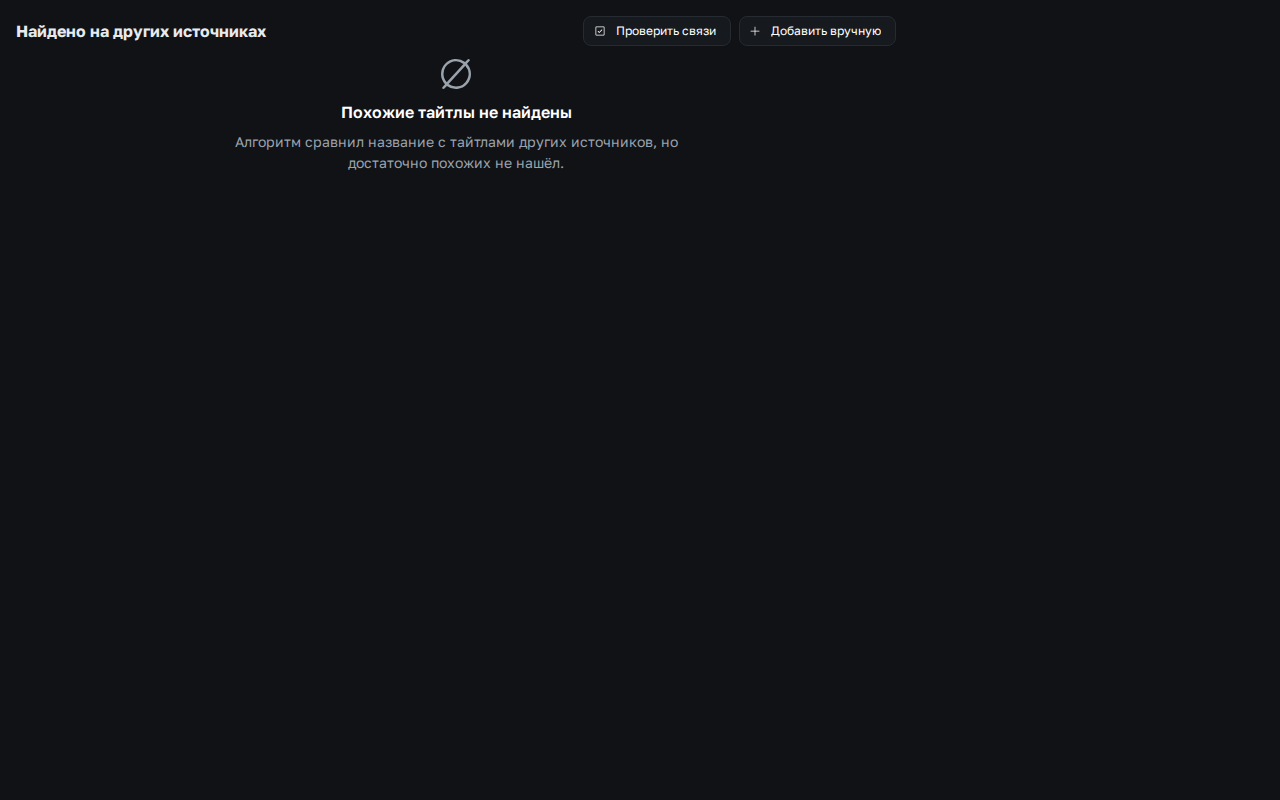 Найдено на других источниках
Проверить связи
Добавить вручную
Похожие тайтлы не найдены
Алгоритм сравнил название с тайтлами других источников, но
достаточно похожих не нашёл.